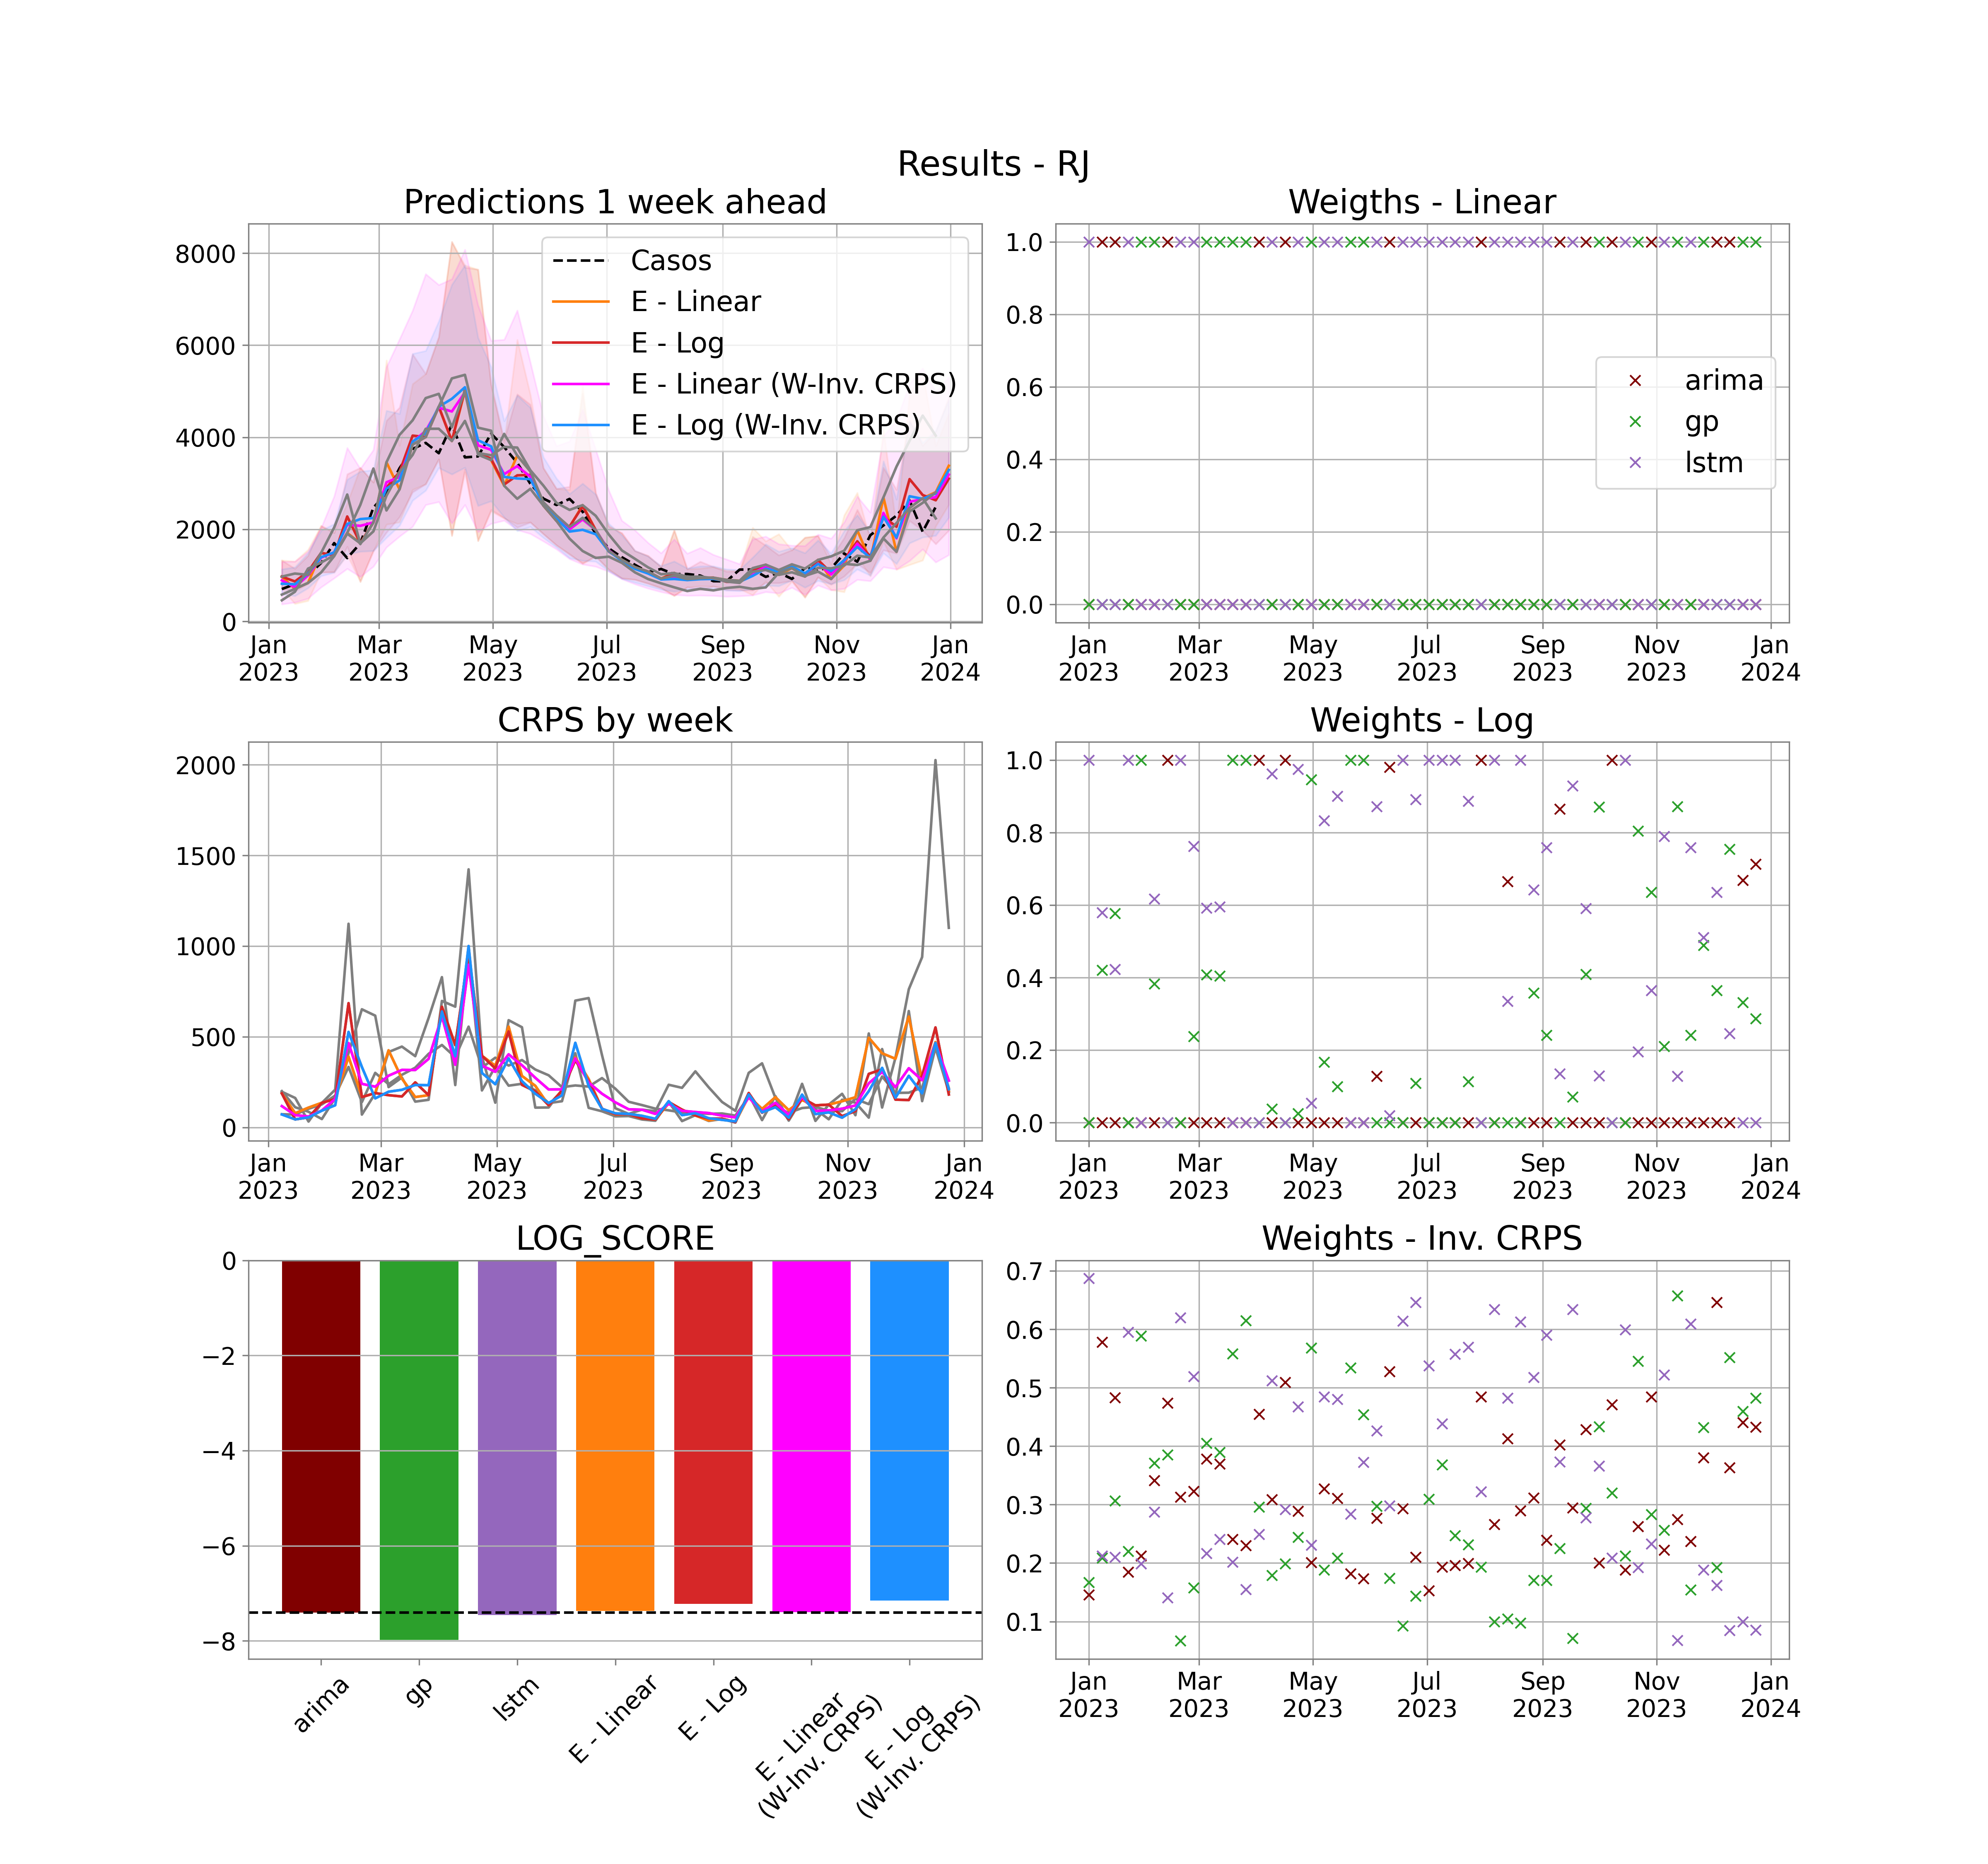 Results - RJ
Predictions 1 week ahead
8000
6000
4000
2000
0
Casos
E - Linear
E - Log
E - Linear (W-Inv. CRPS)
E - Log (W-Inv. CRPS)
Jan Mar May Jul Sep Nov Jan
2023 2023 2023 2023 2023 2023 2024
Weigths - Linear
1.0
0.8
0.6
0.4
0.2
0.0
arima
gp
lstm
Jan Mar May Jul Sep Nov Jan
2023 2023 2023 2023 2023 2023 2024
CRPS by week
2000
1500
1000
500
0
Jan Mar May Jul Sep Nov Jan
2023 2023 2023 2023 2023 2023 2024
Weights - Log
1.0
0.8
0.6
0.4
0.2
0.0
Jan Mar May Jul Sep Nov Jan
2023 2023 2023 2023 2023 2023 2024
LOG_SCORE
0
−2
−4
−6
−8
arima
gp
lstm
E - Linear
E - Log
E - Linear
(W-Inv. CRPS)
E - Log
(W-Inv. CRPS)
Weights - Inv. CRPS
0.7
0.6
0.5
0.4
0.3
0.2
0.1
Jan Mar May Jul Sep Nov Jan
2023 2023 2023 2023 2023 2023 2024